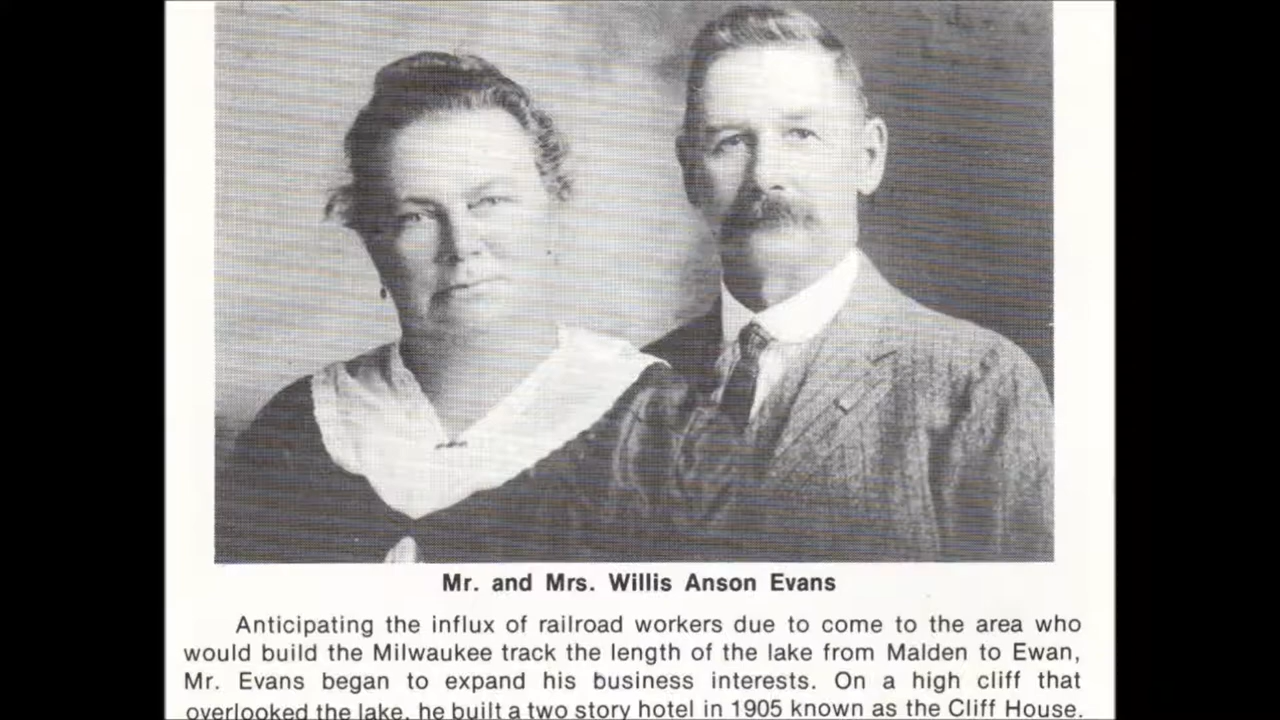 Mr. and Mrs. Willis Anson Evans
Anticipating the influx of railroad workers due to come to the area who
would build the Milwaukee track the length of the lake from Malden to Ewan,
Mr. Evans began to expand his business interests. On a high cliff that
overlooked the lake, he built a two story hotel in 1905 known as the Cliff House.